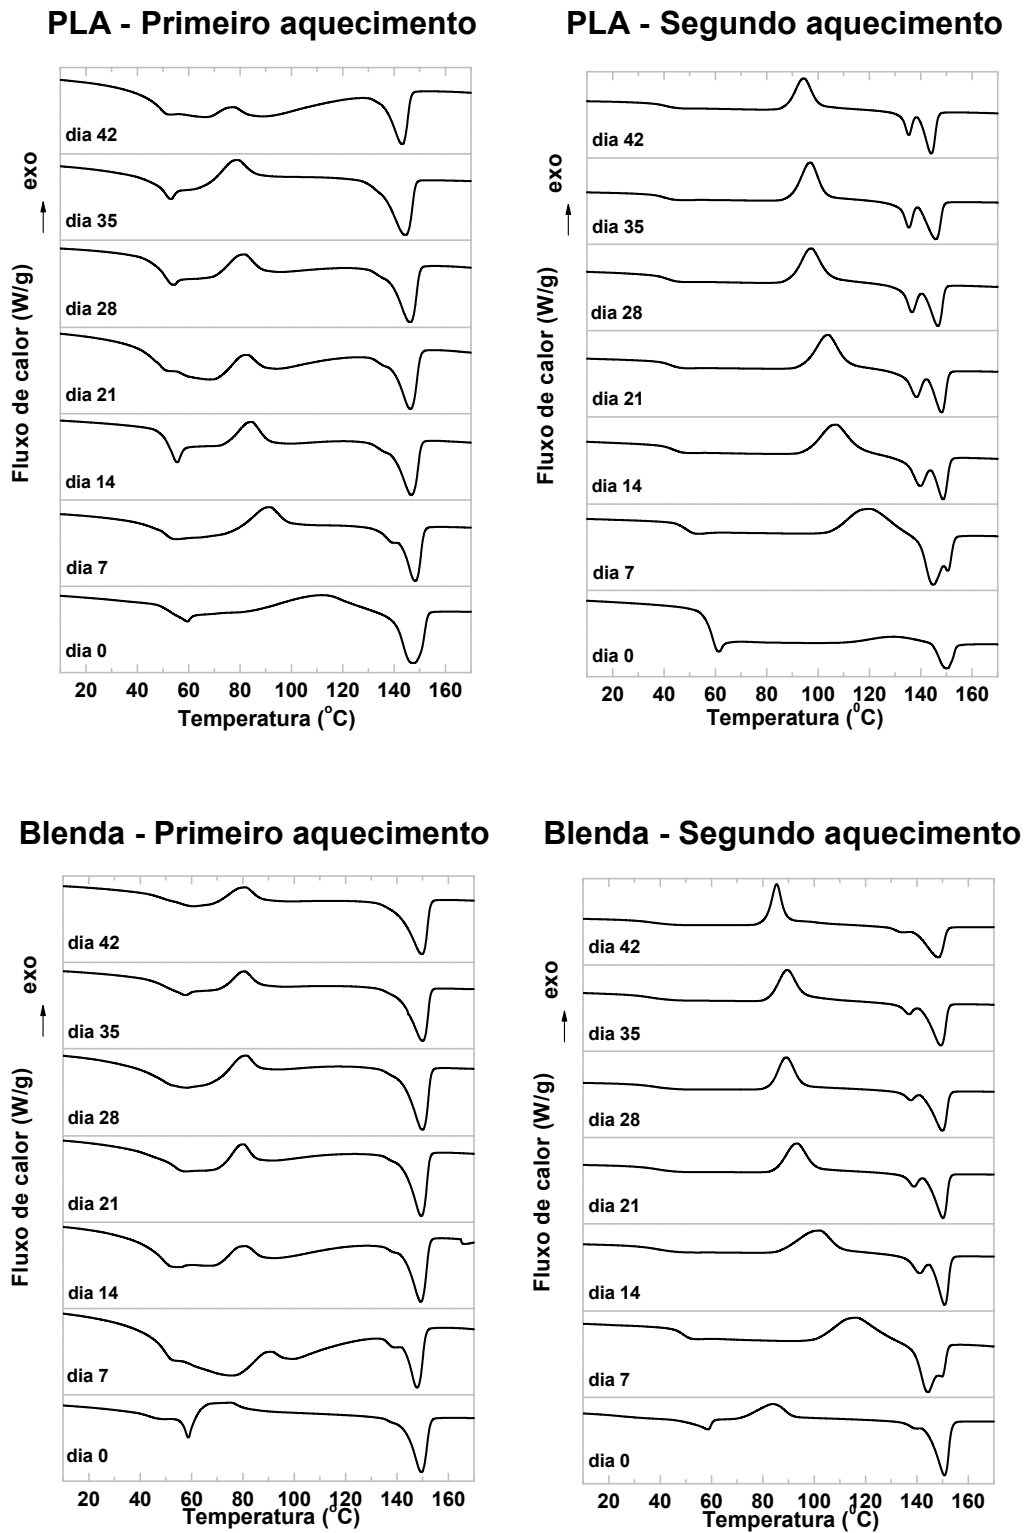 PLA - Primeiro aquecimento
exo
Fluxo de calor (W/g)
dia 42
dia 35
dia 28
dia 21
dia 14
dia 7
dia 0
20 40 60 80 100 120 140 160
Temperatura (°C)
PLA - Segundo aquecimento
exo
Fluxo de calor (W/g)
dia 42
dia 35
dia 28
dia 21
dia 14
dia 7
dia 0
20 40 60 80 100 120 140 160
Temperatura (⁰C)
Blenda - Primeiro aquecimento
exo
Fluxo de calor (W/g)
dia 42
dia 35
dia 28
dia 21
dia 14
dia 7
dia 0
20 40 60 80 100 120 140 160
Temperatura (°C)
Blenda - Segundo aquecimento
exo
Fluxo de calor (W/g)
dia 42
dia 35
dia 28
dia 21
dia 14
dia 7
dia 0
20 40 60 80 100 120 140 160
Temperatura (⁰C)